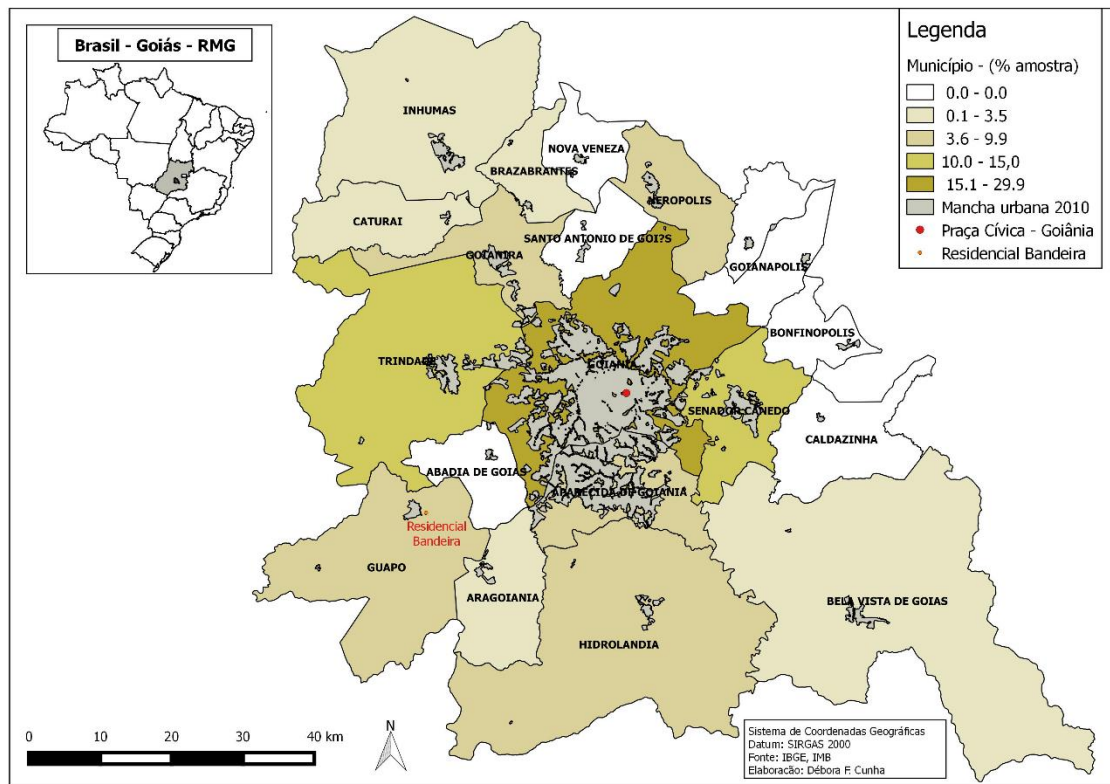 Brasil - Goiás - RMG
Legenda
Município - (% amostra)
0.0 - 0.0
0.1 - 3.5
3.6 - 9.9
10.0 - 15,0
15.1 - 29.9
Mancha urbana 2010
Praça Cívica - Goiânia
Residencial Bandeira
INHUMAS
NOVA VENEZA
BRAZABRANTES
NEROPOLIS
CATURAI
SANTO ANTONIO DE GOI?S
GOIANIRA
GOIANAPOLIS
BONFINOPOLIS
TRINDADE
GOIANIA
SENADOR CANEDO
CALDAZINHA
ABADIA DE GOIAS
APARECIDA DE GOIANIA
Residencial
Bandeira
GUAPO
ARAGOIANIA
BELA VISTA DE GOIAS
HIDROLANDIA
0 10 20 30 40 km
N
Sistema de Coordenadas Geográficas
Datum: SIRGAS 2000
Fonte: IBGE, IMB
Elaboração: Débora F. Cunha